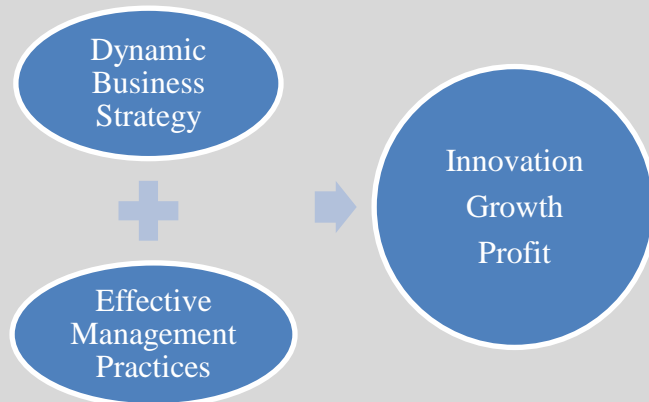 Dynamic
Business
Strategy
Effective
Management
Practices
Innovation
Growth
Profit